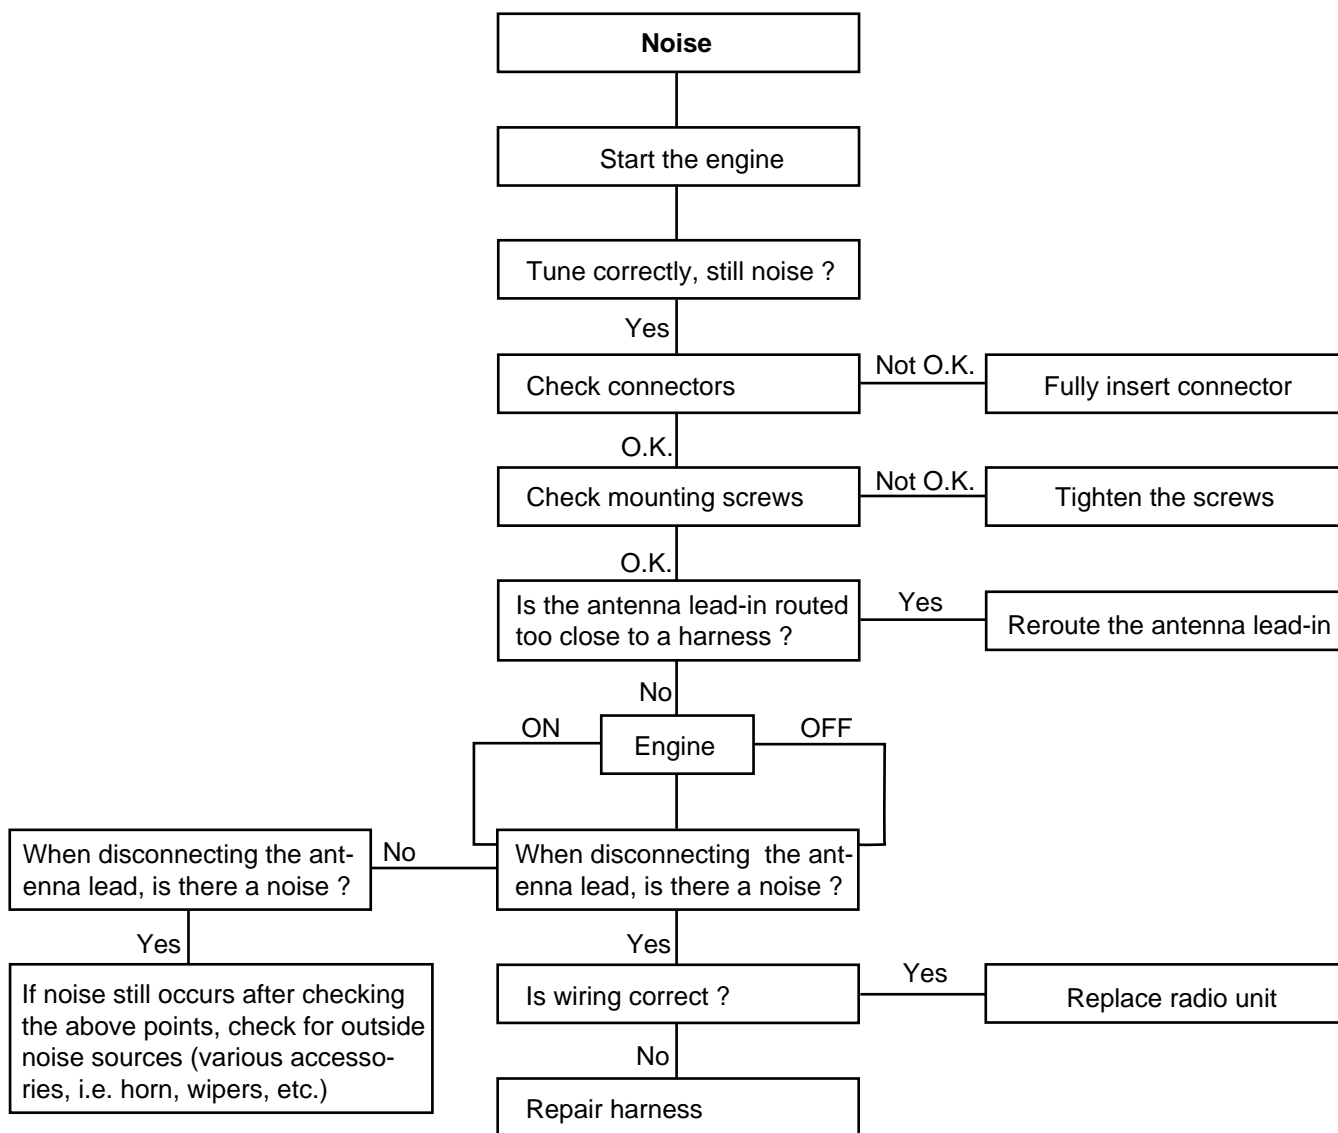 Noise
Start the engine
Tune correctly, still noise ?
Yes
Check connectors
Not O.K.
Fully insert connector
O.K.
Check mounting screws
Not O.K.
Tighten the screws
O.K.
Is the antenna lead-in routed
too close to a harness ?
Yes
Reroute the antenna lead-in
No
ON
Engine
OFF
When disconnecting the ant-
enna lead, is there a noise ?
No
When disconnecting  the ant-
enna lead, is there a noise ?
Yes
If noise still occurs after checking
the above points, check for outside
noise sources (various accesso-
ries, i.e. horn, wipers, etc.)
Yes
Is wiring correct ?
Yes
Replace radio unit
No
Repair harness